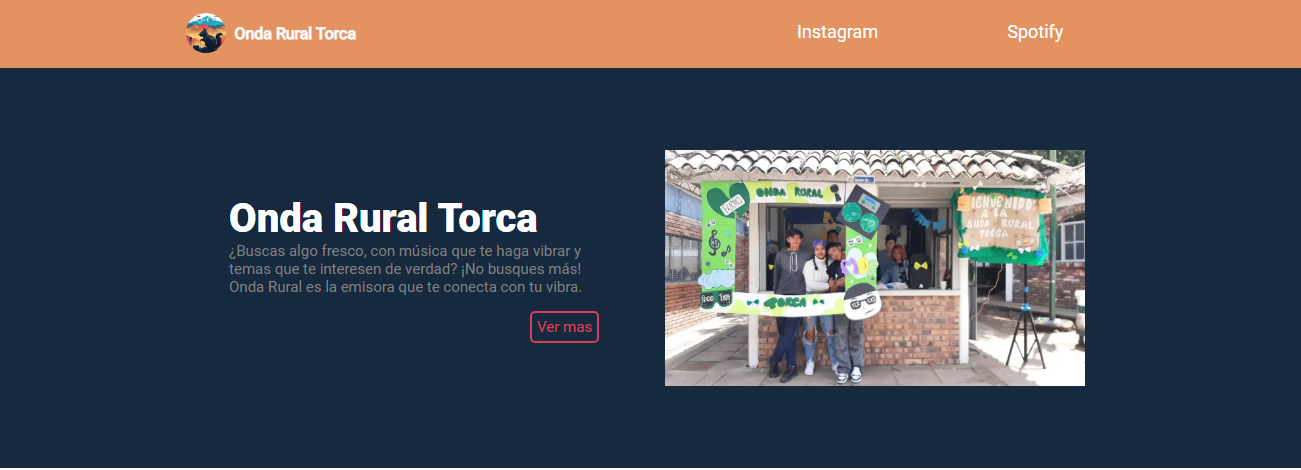 Onda Rural Torca
Instagram
Spotify
Onda Rural Torca
¿Buscas algo fresco, con música que te haga vibrar y
temas que te interesen de verdad? ¡No busques más!
Onda Rural es la emisora que te conecta con tu vibra.
Ver mas
ONDA RURAL
TORCA
BIENVENIDOS
A LA
ONDA RURAL
TORCA